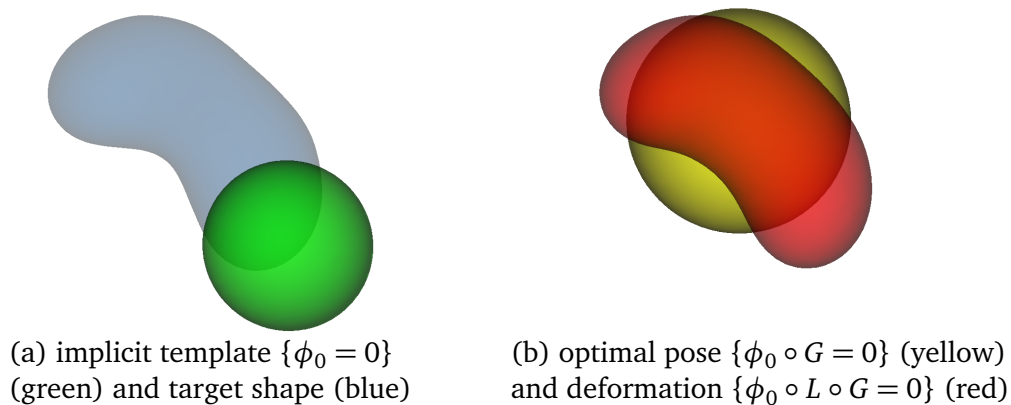 (a) implicit template {ϕ₀ = 0}
(green) and target shape (blue)
(b) optimal pose {ϕ₀ ∘ G = 0} (yellow)
and deformation {ϕ₀ ∘ L ∘ G = 0} (red)